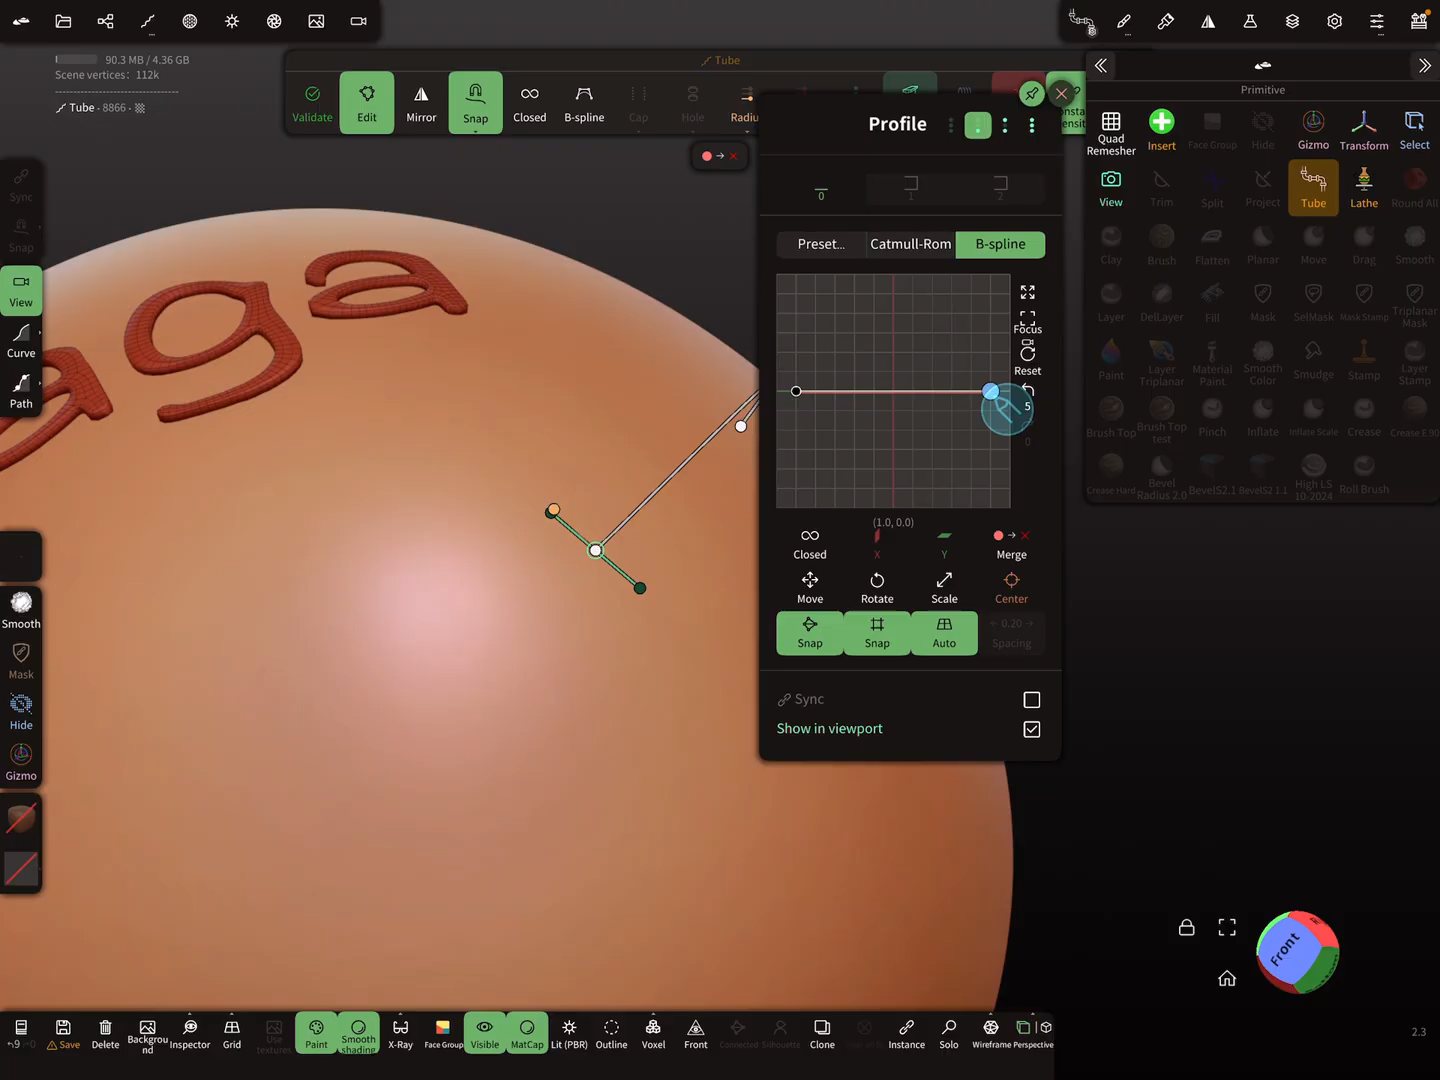 90.3 MB / 4.36 GB
Scene vertices: 112k
Tube - 8866 -
Tube
Validate
Edit
Mirror
Snap
Closed
B-spline
Cap
Hole
Profile
0
1
2
Preset...
Catmull-Rom
B-spline
Focus
Reset
5
0
(1.0, 0.0)
Closed
X
Y
Merge
Move
Rotate
Scale
Center
Snap
Snap
Auto
0.20
Spacing
Sync
Show in viewport
Primitive
Quad Remesher
Insert
Face Group
Hide
Gizmo
Transform
Select
View
Trim
Split
Project
Tube
Lathe
Round All
Clay
Brush
Flatten
Planar
Move
Drag
Smooth
Layer
DelLayer
Fill
Mask
SelMask
Mask Stamp
Triplanar Mask
Paint
Layer Triplanar
Material Paint
Smooth Color
Smudge
Stamp
Layer Stamp
Brush Top
Brush Top test
Pinch
Inflate
Inflate Scale
Crease
Crease Hard
Bevel Radius 2.0
BevelS2.1
BevelS2 1.1
High LS 10-2024
Roll Brush
Sync
Snap
View
Curve
Path
Smooth
Mask
Hide
Gizmo
ga
Front
2.3
Save
Delete
Background
Inspector
Grid
Use textures
Paint
Smooth shading
X-Ray
Face Group
Visible
MatCap
Lit (PBR)
Outline
Voxel
Front
Connected
Silhouette
Clone
Instance
Solo
Wireframe
Perspective